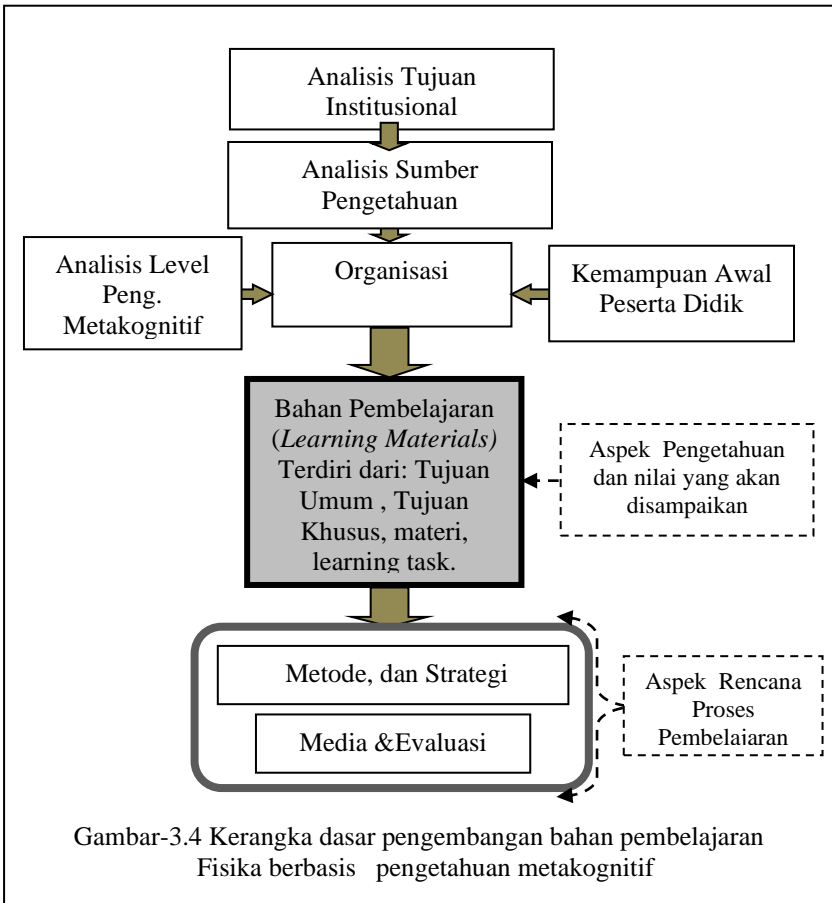 Analisis Tujuan
Institusional
Analisis Sumber
Pengetahuan
Analisis Level
Peng.
Metakognitif
Organisasi
Kemampuan Awal
Peserta Didik
Bahan Pembelajaran
(Learning Materials)
Terdiri dari: Tujuan
Umum , Tujuan
Khusus, materi,
learning task.
Aspek Pengetahuan
dan nilai yang akan
disampaikan
Metode, dan Strategi
Media &Evaluasi
Aspek Rencana
Proses
Pembelajaran
Gambar-3.4 Kerangka dasar pengembangan bahan pembelajaran
Fisika berbasis pengetahuan metakognitif